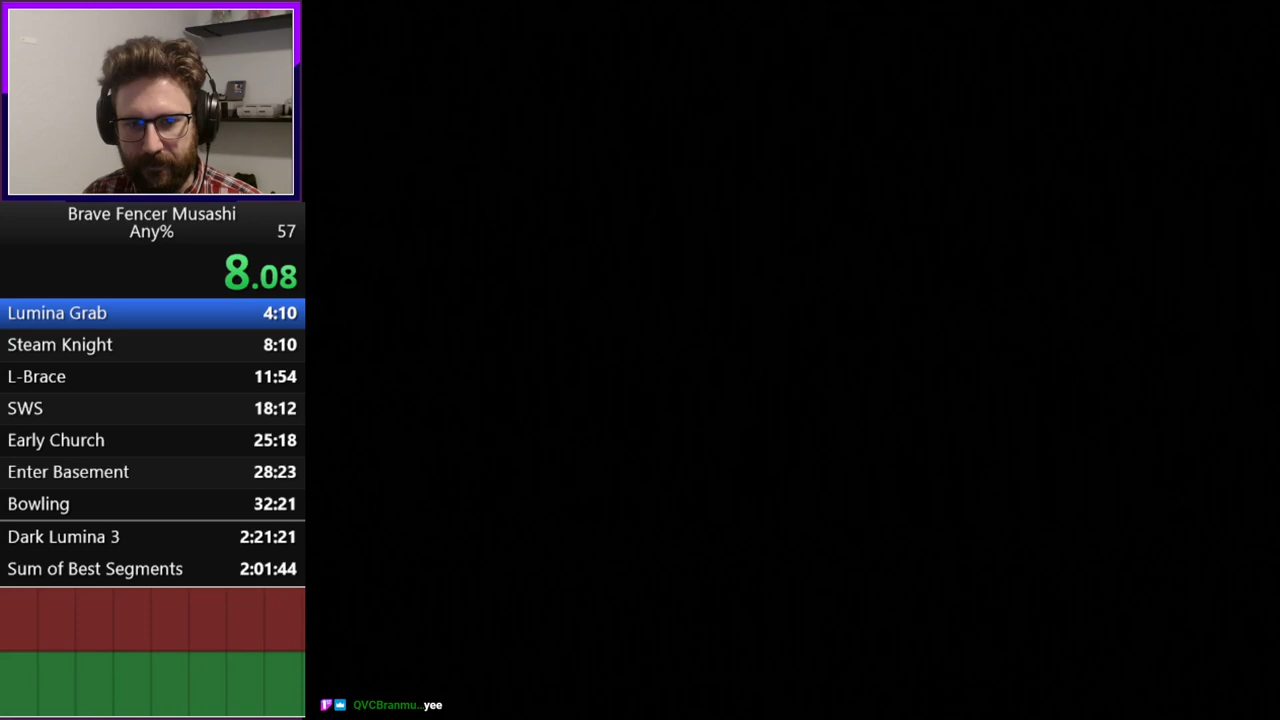 Brave Fencer Musashi
Any% 57
8.08
Lumina Grab 4:10
Steam Knight 8:10
L-Brace 11:54
SWS 18:12
Early Church 25:18
Enter Basement 28:23
Bowling 32:21
Dark Lumina 3 2:21:21
Sum of Best Segments 2:01:44
QVCBranmu..yee